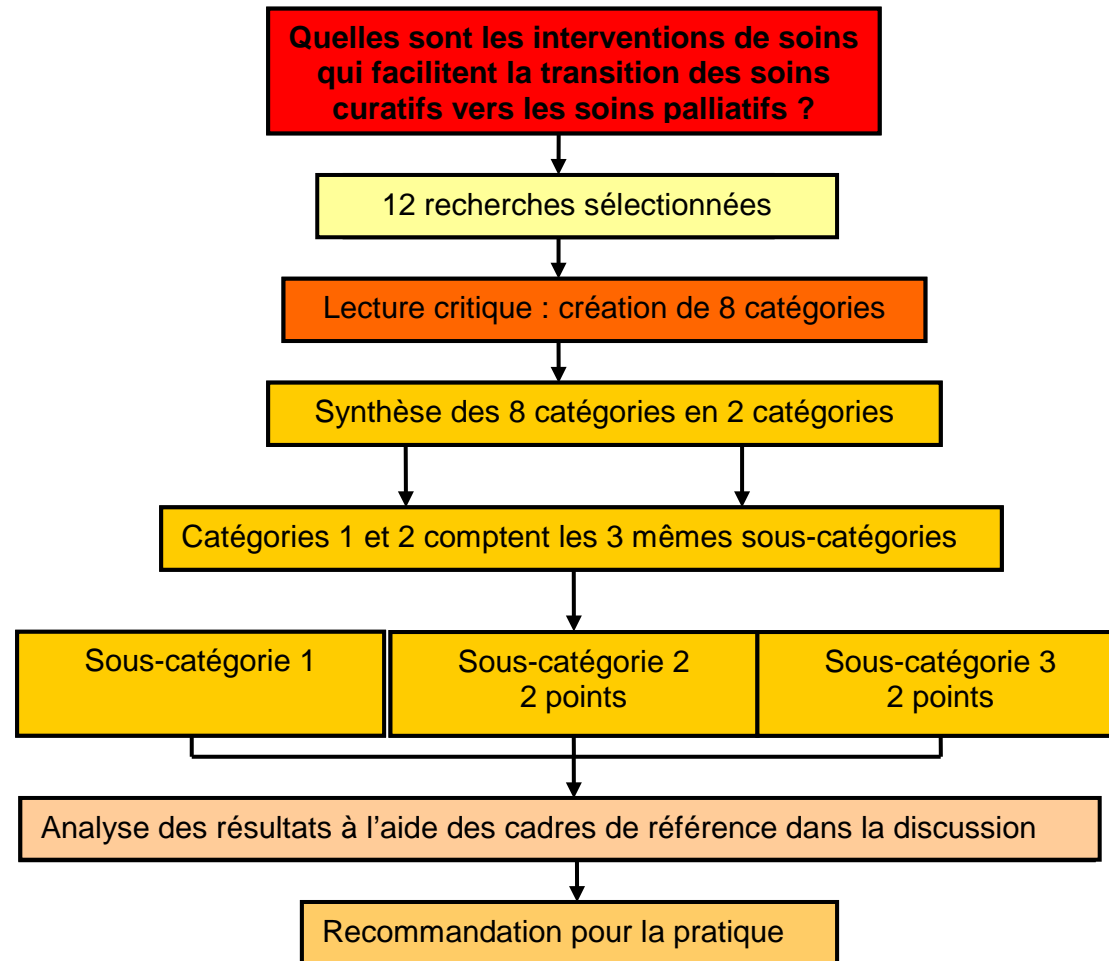 Quelles sont les interventions de soins
qui facilitent la transition des soins
curatifs vers les soins palliatifs ?
12 recherches sélectionnées
Lecture critique : création de 8 catégories
Synthèse des 8 catégories en 2 catégories
Catégories 1 et 2 comptent les 3 mêmes sous-catégories
Sous-catégorie 1
Sous-catégorie 2
2 points
Sous-catégorie 3
2 points
Analyse des résultats à l’aide des cadres de référence dans la discussion
Recommandation pour la pratique